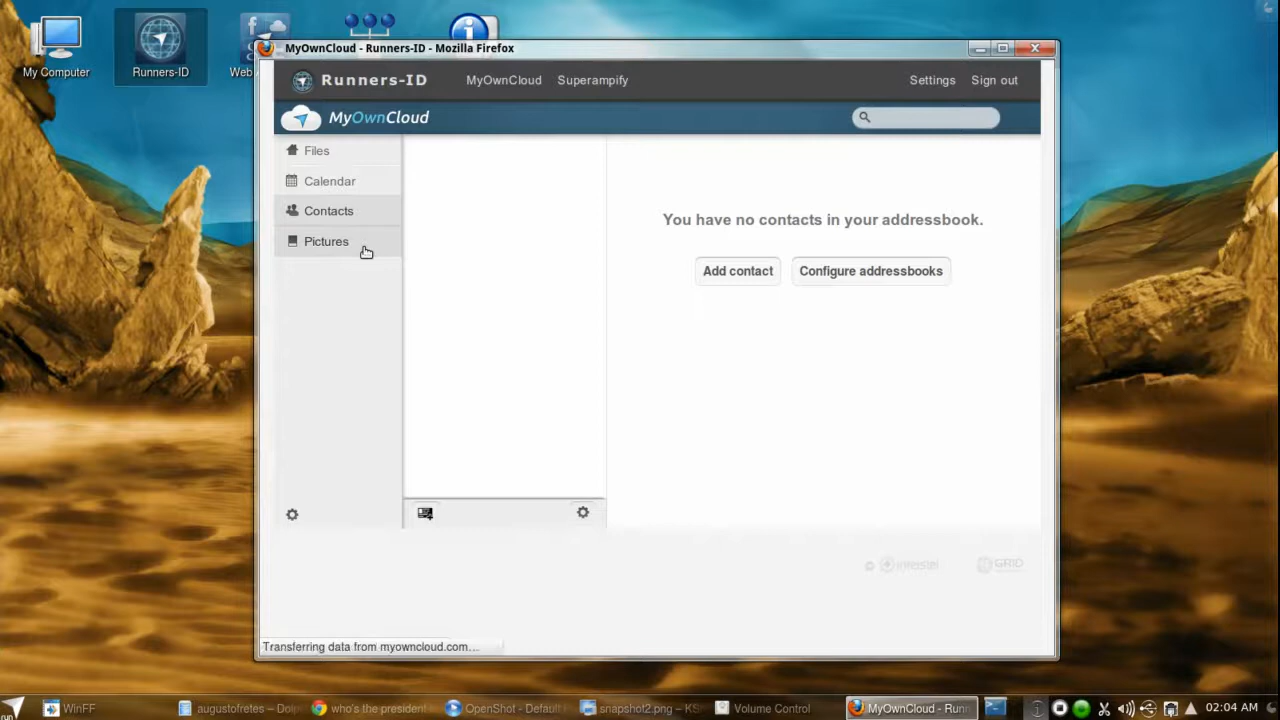 My Computer
Runners-ID
Web
MyOwnCloud - Runners-ID - Mozilla Firefox
Runners-ID
MyOwnCloud
Superampify
Settings
Sign out
MyOwnCloud
Files
Calendar
Contacts
Pictures
You have no contacts in your addressbook.
Add contact
Configure addressbooks
GRID
Transferring data from myowncloud.com...
WinFF
augustofretes – Dolp
who's the president
OpenShot - Default
snapshot2.png – KS
Volume Control
MyOwnCloud - Runn
02:04 AM